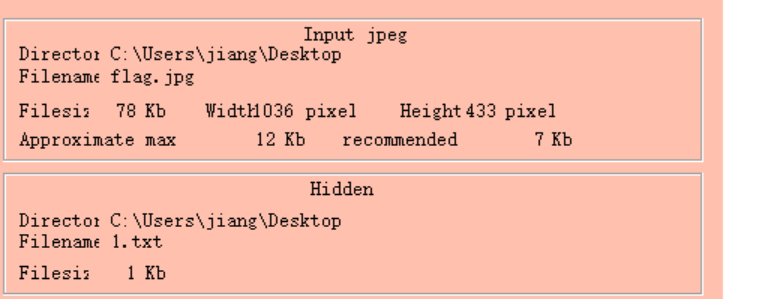 Input jpeg
Director C:\Users\jiang\Desktop
Filename flag.jpg
Filesiz 78 Kb Width1036 pixel Height 433 pixel
Approximate max 12 Kb recommended 7 Kb
Hidden
Director C:\Users\jiang\Desktop
Filename 1.txt
Filesiz 1 Kb